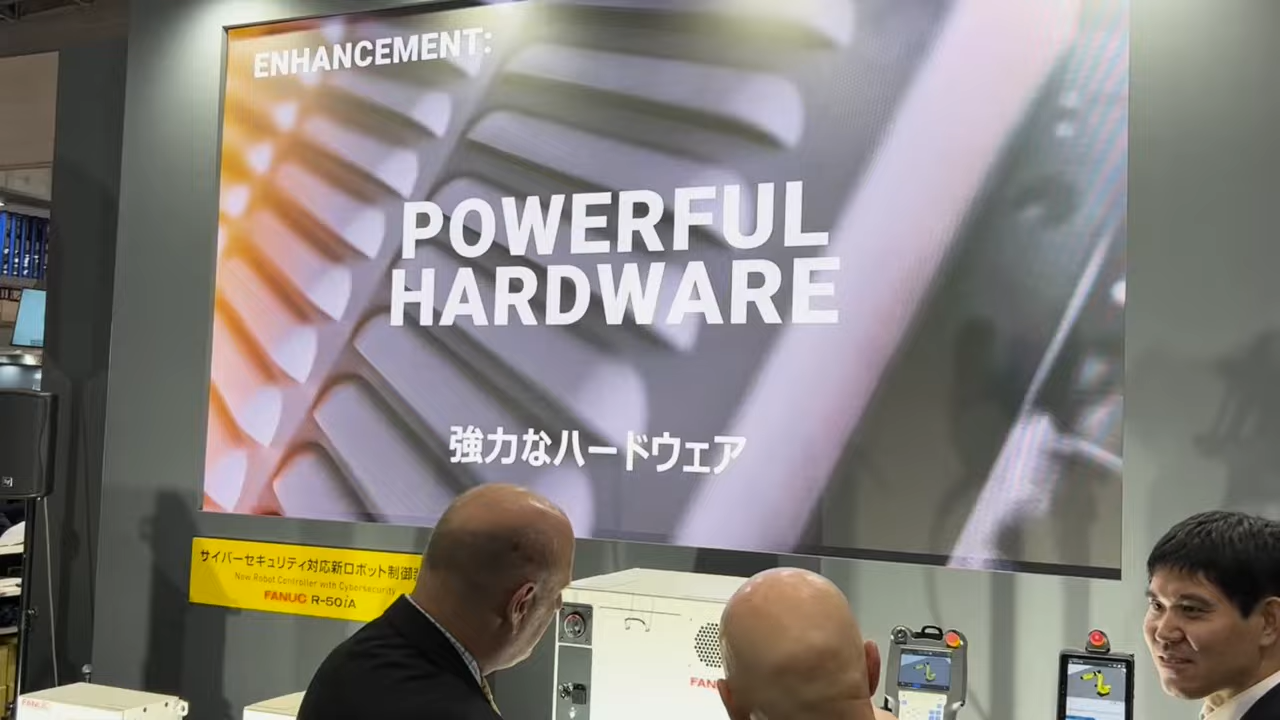 ENHANCEMENT:
POWERFUL
HARDWARE
強力なハードウェア
サイバーセキュリティ対応新ロボット制御
New Robot Controller with Cybersecurity
FANUC R-50iA
FANUC